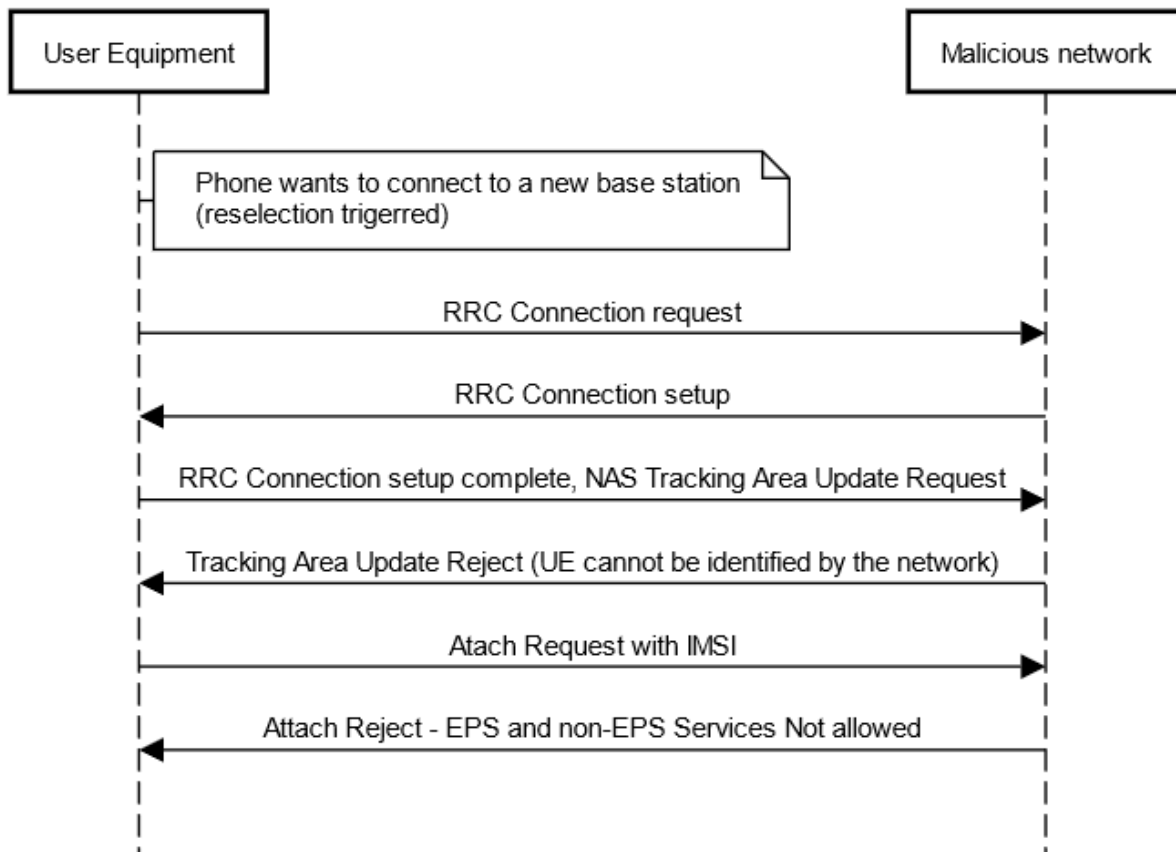 User Equipment
Malicious network
Phone wants to connect to a new base station
(reselection trigerred)
RRC Connection request
RRC Connection setup
RRC Connection setup complete, NAS Tracking Area Update Request
Tracking Area Update Reject (UE cannot be identified by the network)
Atach Request with IMSI
Attach Reject - EPS and non-EPS Services Not allowed